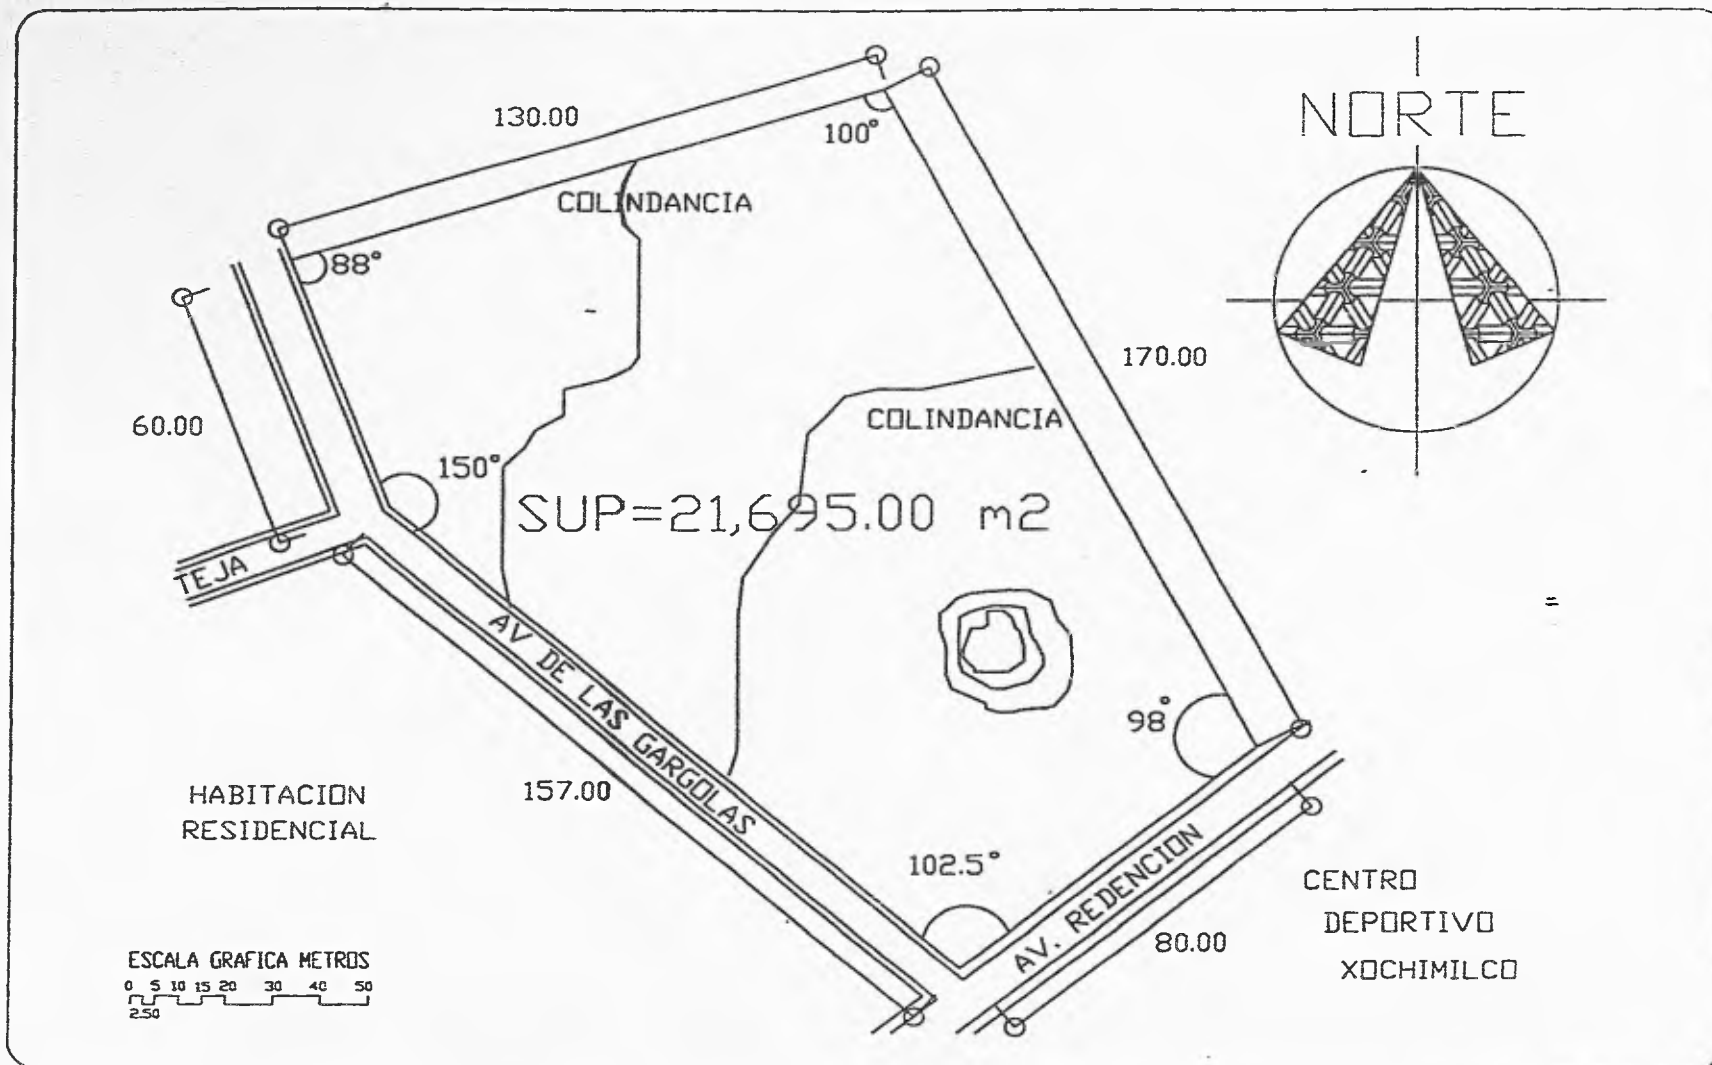 NORTE
130.00
100°
COLINDANCIA
88°
170.00
60.00
COLINDANCIA
150°
SUP=21,695.00 m2
TEJA
AV DE LAS GARGOLAS
98°
157.00
HABITACION
RESIDENCIAL
102.5°
AV. REDENCION
80.00
CENTRO
DEPORTIVO
XOCHIMILCO
ESCALA GRAFICA METROS
0 5 10 15 20 30 40 50
2.50